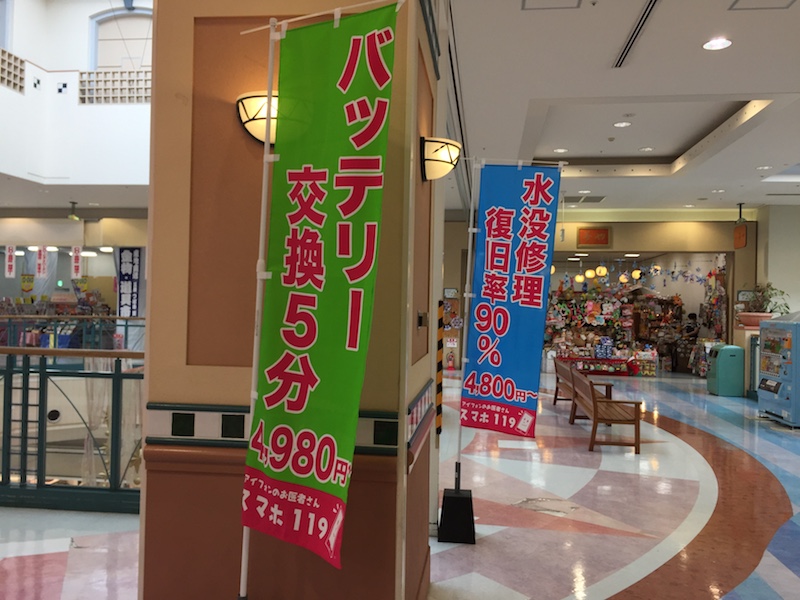 バッテリー
交換5分
4,980円~
アイフォンのお医者さん
スマホ119
水没修理
復旧率90%
4,800円~
アイフォンのお医者さん
スマホ119